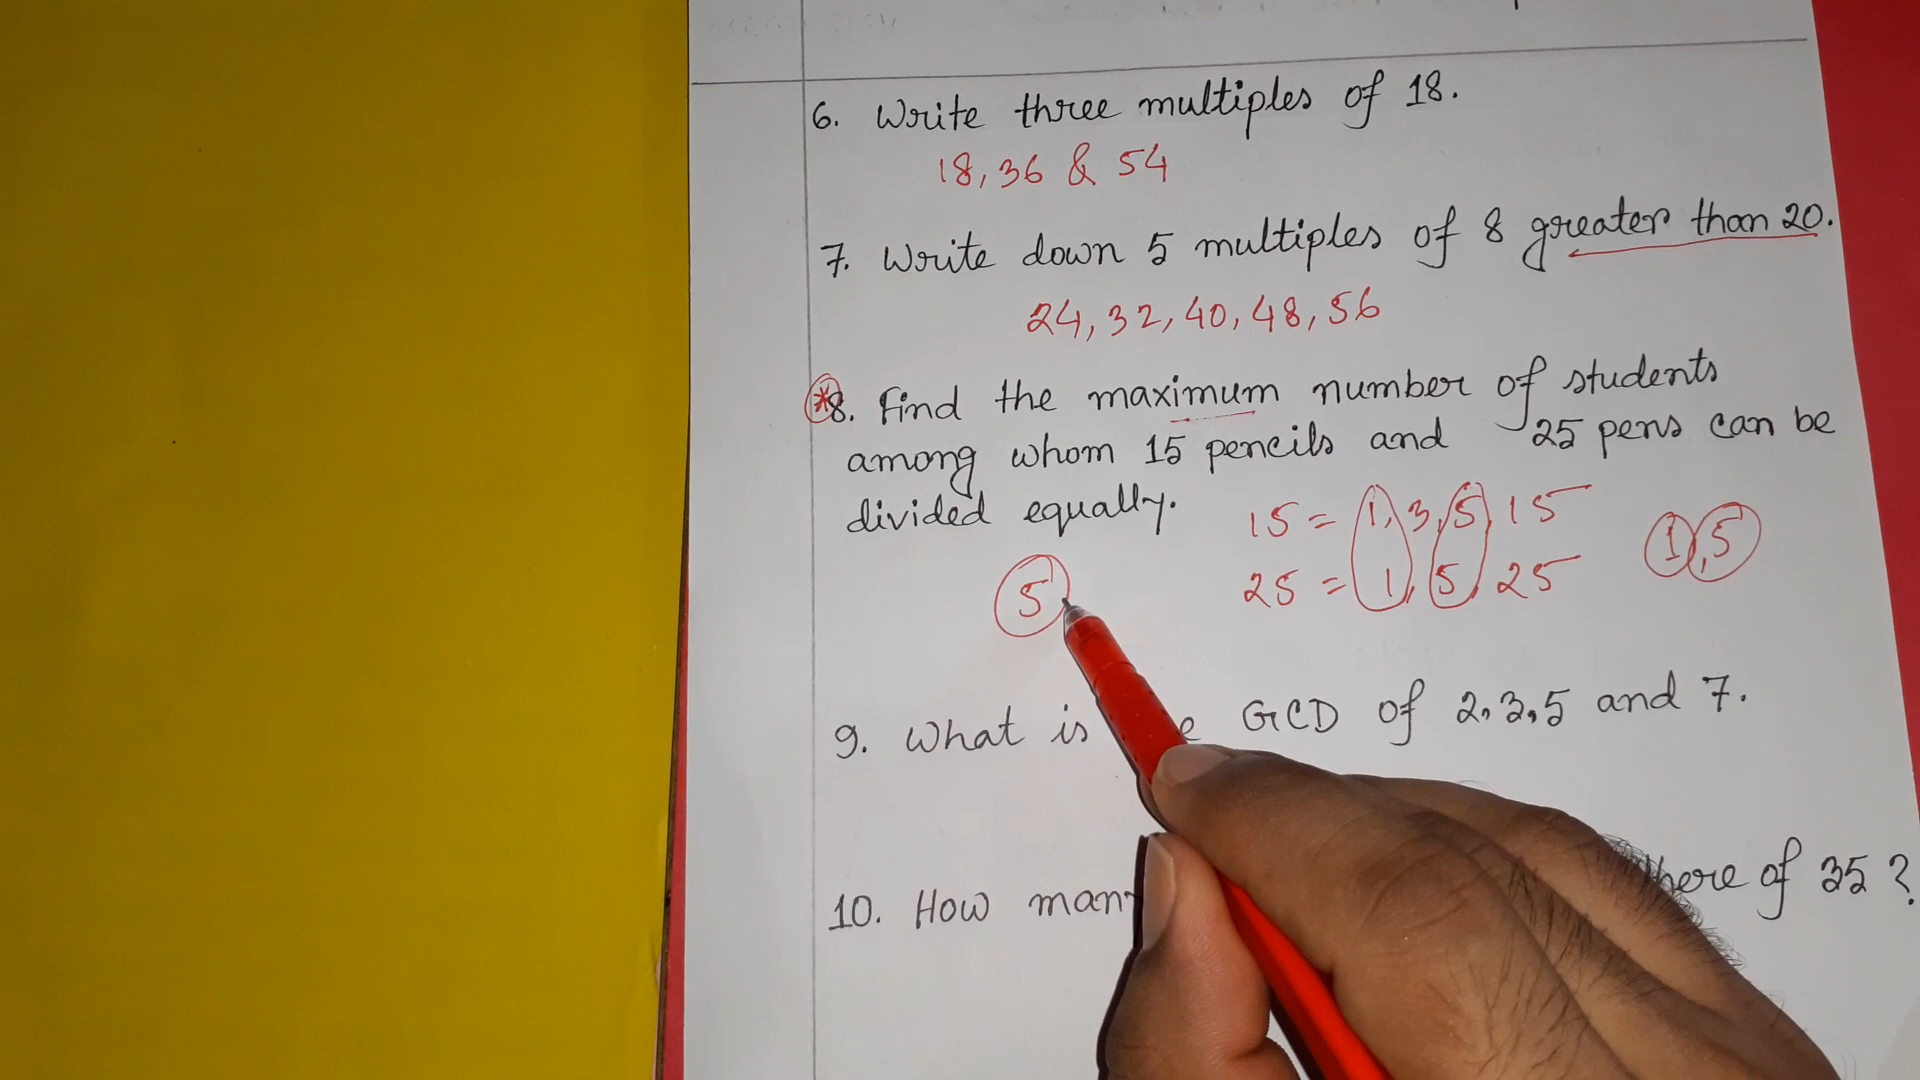 6. Write three multiples of 18.
18, 36 & 54
7. Write down 5 multiples of 8 greater than 20.
24, 32, 40, 48, 56
*8. Find the maximum number of students
among whom 15 pencils and 25 pens can be
divided equally.
15 = 1, 3, 5, 15
25 = 1, 5, 25
1, 5
5
9. What is GCD of 2, 3, 5 and 7.
10. How of 35?